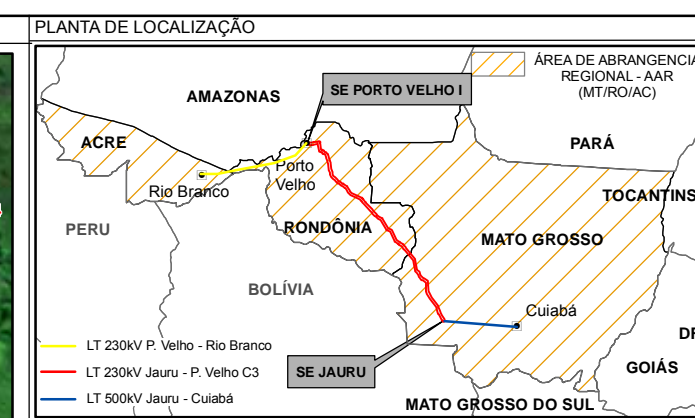 PLANTA DE LOCALIZAÇÃO
ÁREA DE ABRANGENCIA
REGIONAL - AAR
(MT/RO/AC)
AMAZONAS
SE PORTO VELHO I
ACRE
PARÁ
Porto
Velho
Rio Branco
TOCANTINS
PERU
RONDÔNIA
MATO GROSSO
BOLÍVIA
Cuiabá
LT 230kV P. Velho - Rio Branco
LT 230kV Jauru - P. Velho C3
LT 500kV Jauru - Cuiabá
SE JAURU
GOIÁS
MATO GROSSO DO SUL